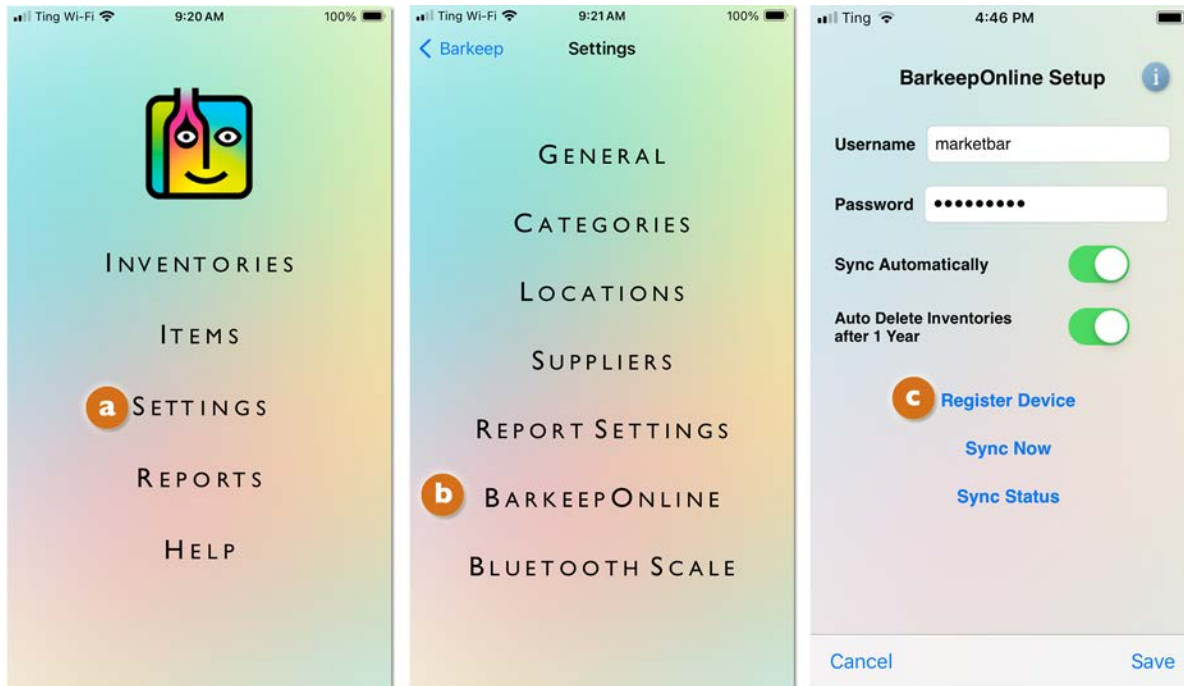 Ting Wi-Fi 9:20 AM 100%
INVENTORIES
ITEMS
a SETTINGS
REPORTS
HELP
Ting Wi-Fi 9:21 AM 100%
Barkeep Settings
GENERAL
CATEGORIES
LOCATIONS
SUPPLIERS
REPORT SETTINGS
b BARKEEPONLINE
BLUETOOTH SCALE
Ting 4:46 PM
BarkeepOnline Setup i
Username marketbar
Password •••••••••
Sync Automatically
Auto Delete Inventories
after 1 Year
c Register Device
Sync Now
Sync Status
Cancel Save